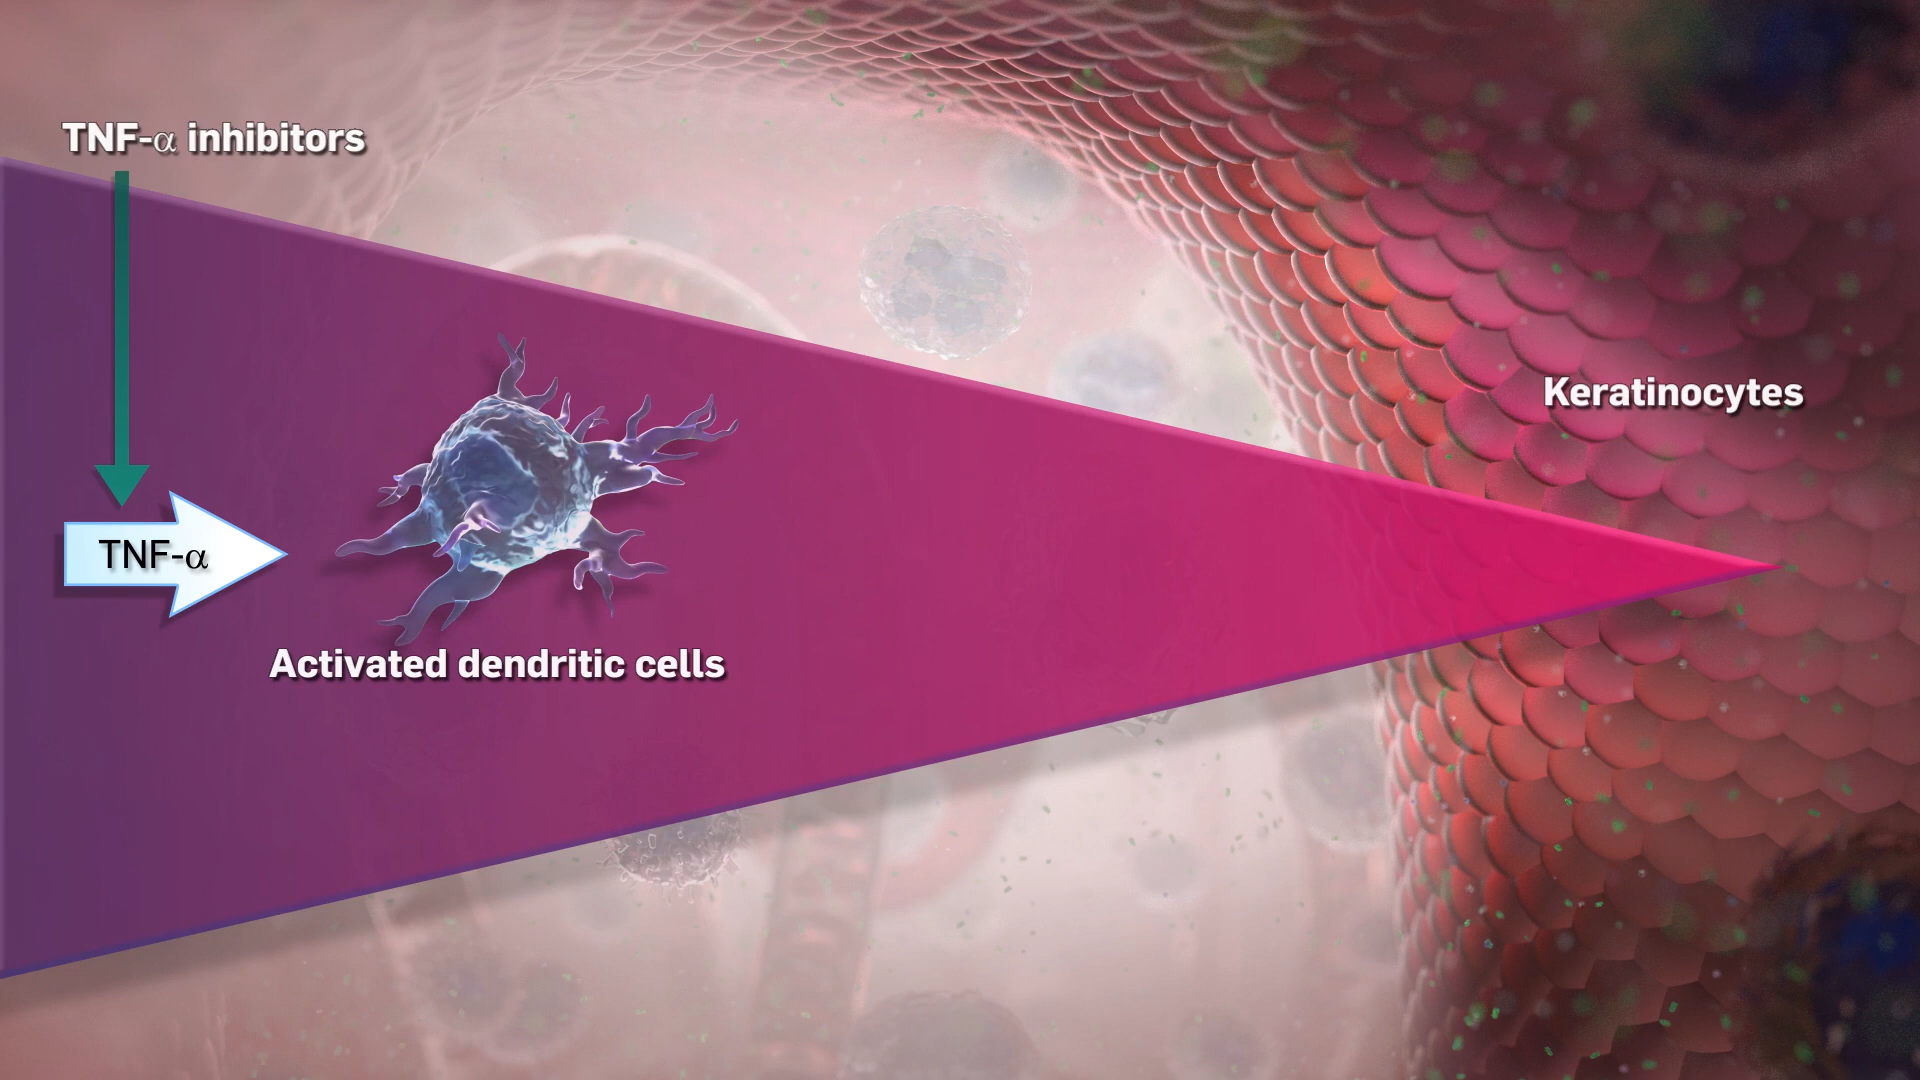 TNF-α inhibitors
Keratinocytes
TNF-α
Activated dendritic cells